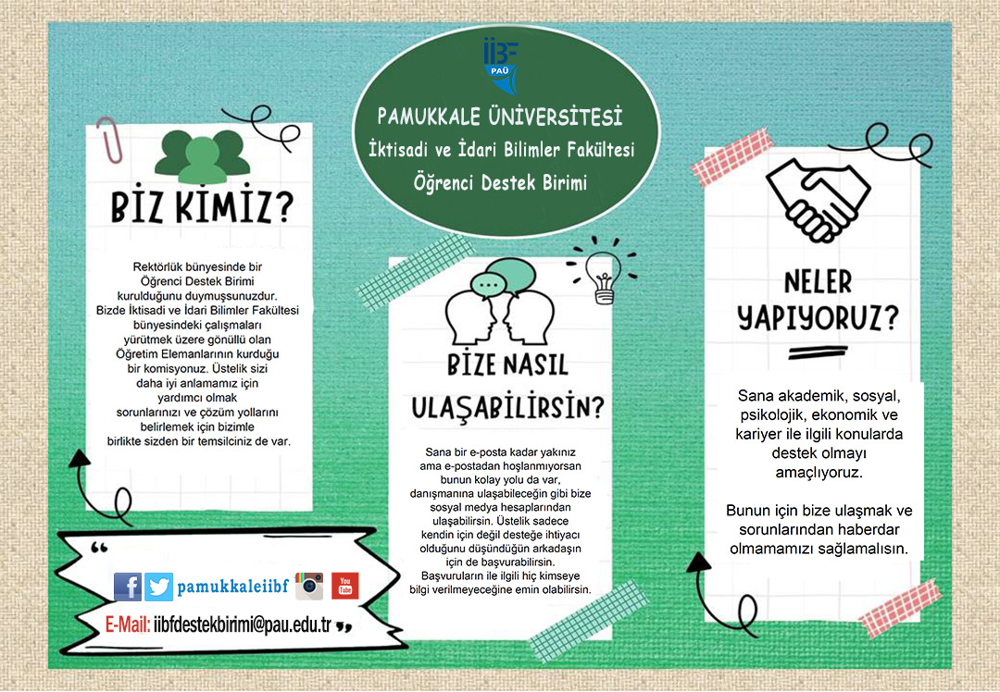 İİBF
PAÜ
PAMUKKALE ÜNİVERSİTESİ
İktisadi ve İdari Bilimler Fakültesi
Öğrenci Destek Birimi
BİZ KİMİZ?
Rektörlük bünyesinde bir
Öğrenci Destek Birimi
kurulduğunu duymuşsunuzdur.
Bizde İktisadi ve İdari Bilimler Fakültesi
bünyesindeki çalışmaları
yürütmek üzere gönüllü olan
Öğretim Elemanlarının kurduğu
bir komisyonuz. Üstelik sizi
daha iyi anlamamız için
yardımcı olmak
sorunlarınızı ve çözüm yollarını
belirlemek için bizimle
birlikte sizden bir temsilciniz de var.
BİZE NASIL
ULAŞABİLİRSİN?
Sana bir e-posta kadar yakınız
ama e-postadan hoşlanmıyorsan
bunun kolay yolu da var,
danışmanına ulaşabileceğin gibi bize
sosyal medya hesaplarından
ulaşabilirsin. Üstelik sadece
kendin için değil desteğe ihtiyacı
olduğunu düşündüğün arkadaşın
için de başvurabilirsin.
Başvuruların ile ilgili hiç kimseye
bilgi verilmeyeceğine emin olabilirsin.
NELER
YAPIYORUZ?
Sana akademik, sosyal,
psikolojik, ekonomik ve
kariyer ile ilgili konularda
destek olmayı
amaçlıyoruz.
Bunun için bize ulaşmak ve
sorunlarından haberdar
olmamamızı sağlamalısın.
“
pamukkaleiibf
You Tube
E-Mail: iibfdestekbirimi@pau.edu.tr ”